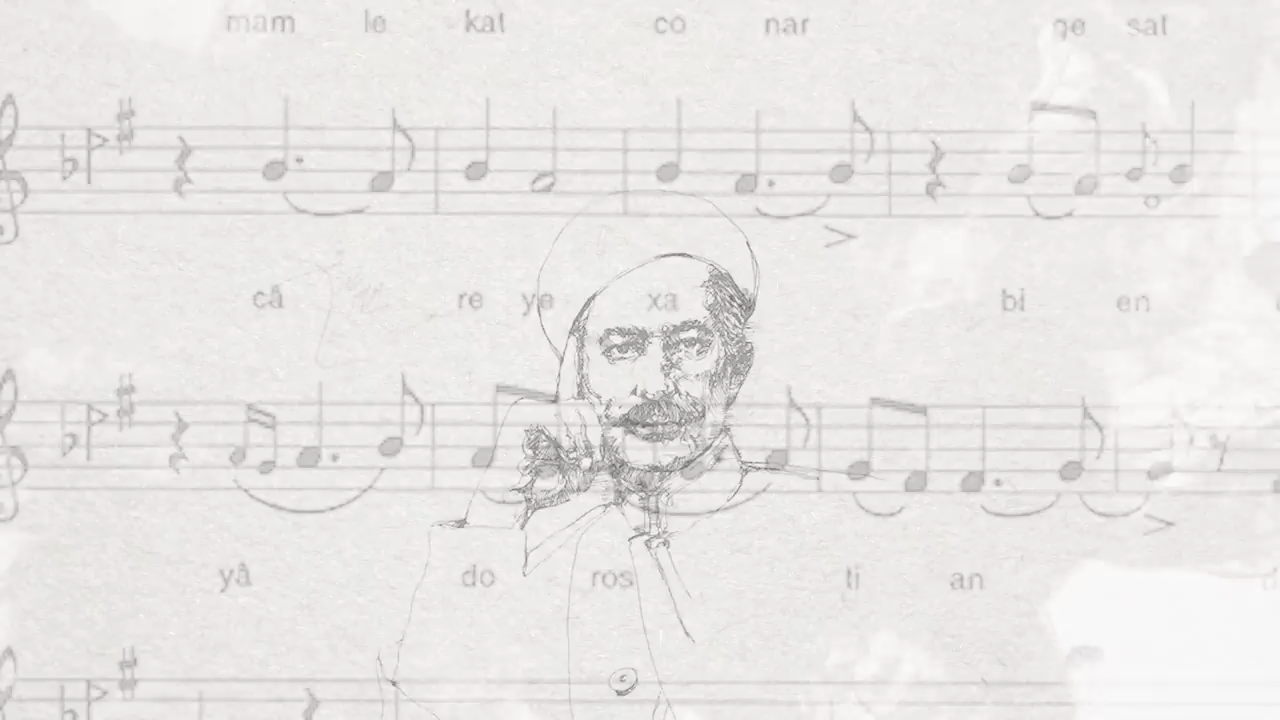 mam le kat co nar ge sat
câ re ye xa bi en
yâ do ros ti an